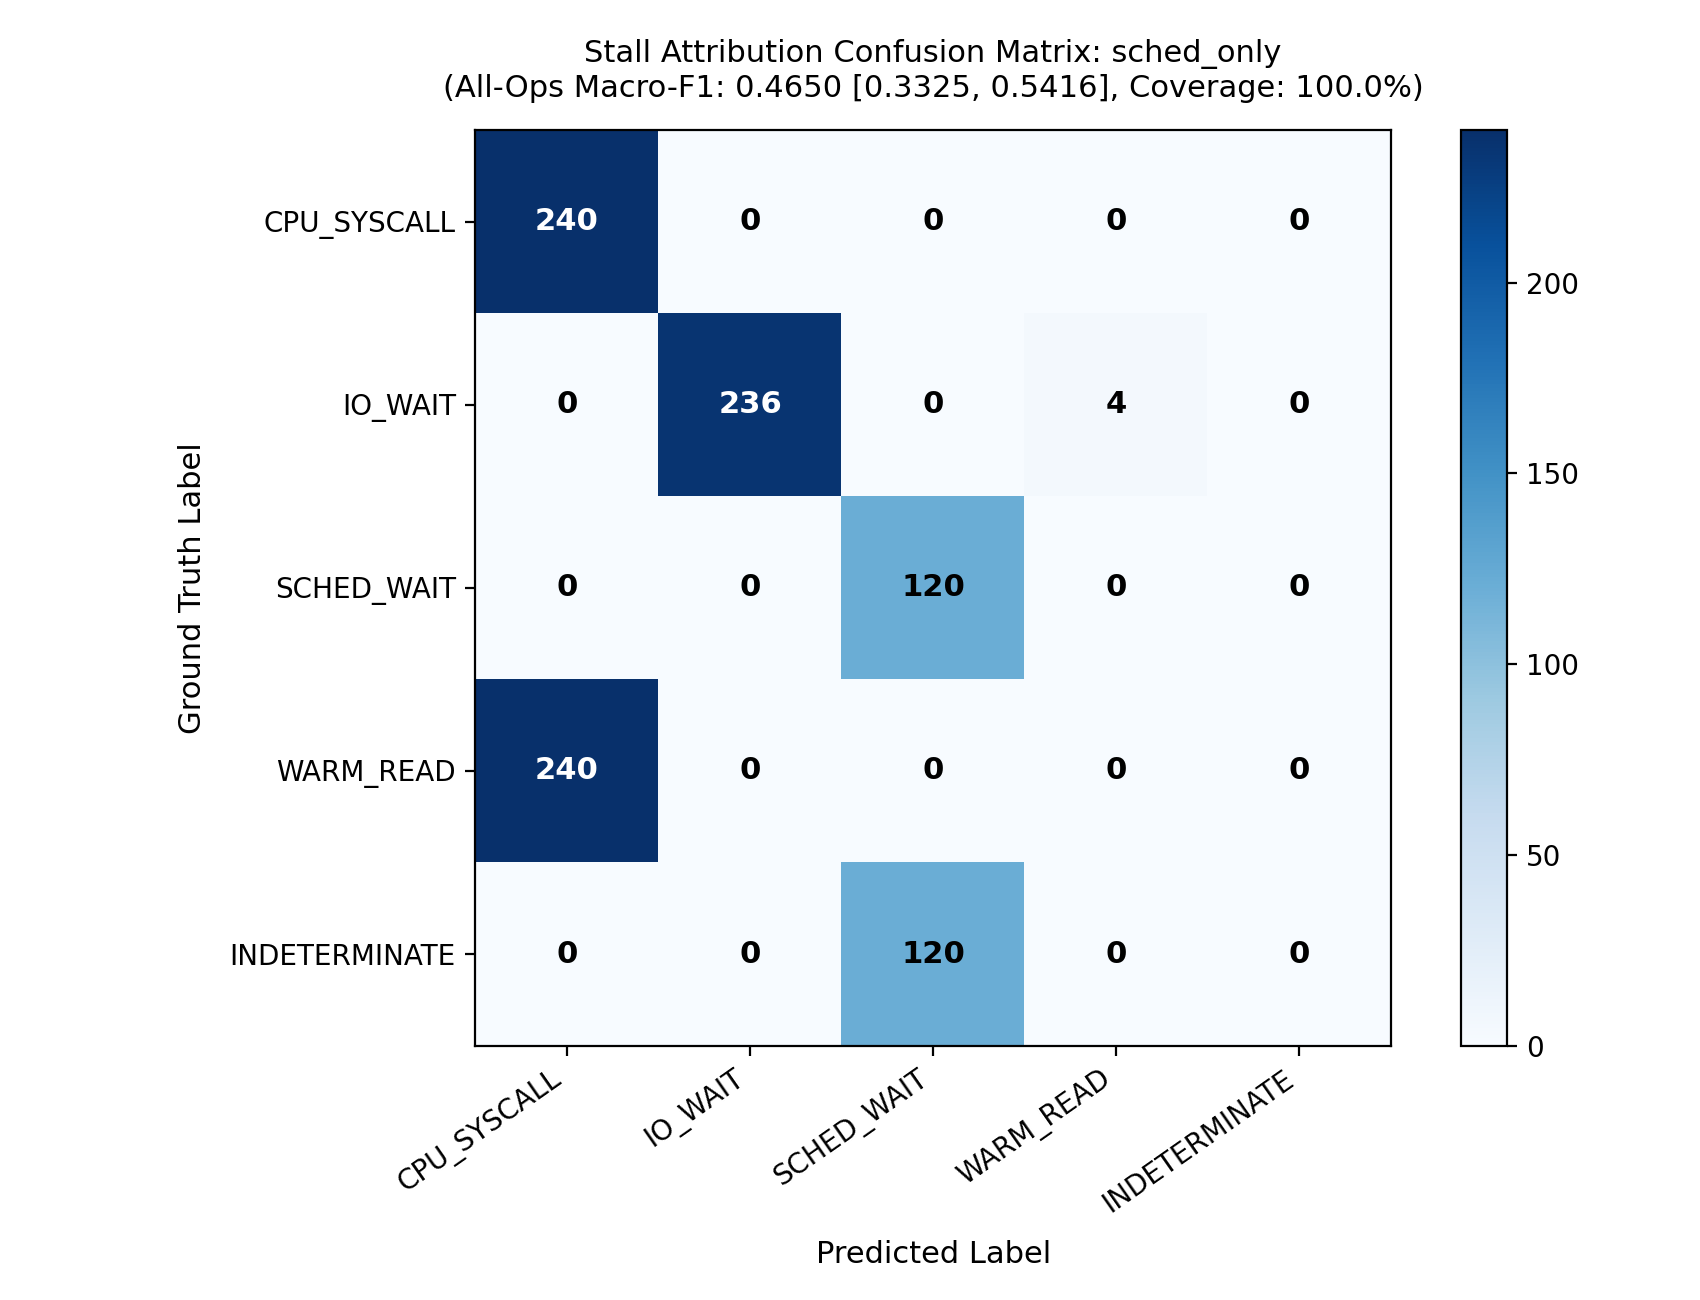 Stall Attribution Confusion Matrix: sched_only
(All-Ops Macro-F1: 0.4650 [0.3325, 0.5416], Coverage: 100.0%)
Ground Truth Label
CPU_SYSCALL 240 0 0 0 0
IO_WAIT 0 236 0 4 0
SCHED_WAIT 0 0 120 0 0
WARM_READ 240 0 0 0 0
INDETERMINATE 0 0 120 0 0
CPU_SYSCALL IO_WAIT SCHED_WAIT WARM_READ INDETERMINATE
Predicted Label
200
150
100
50
0